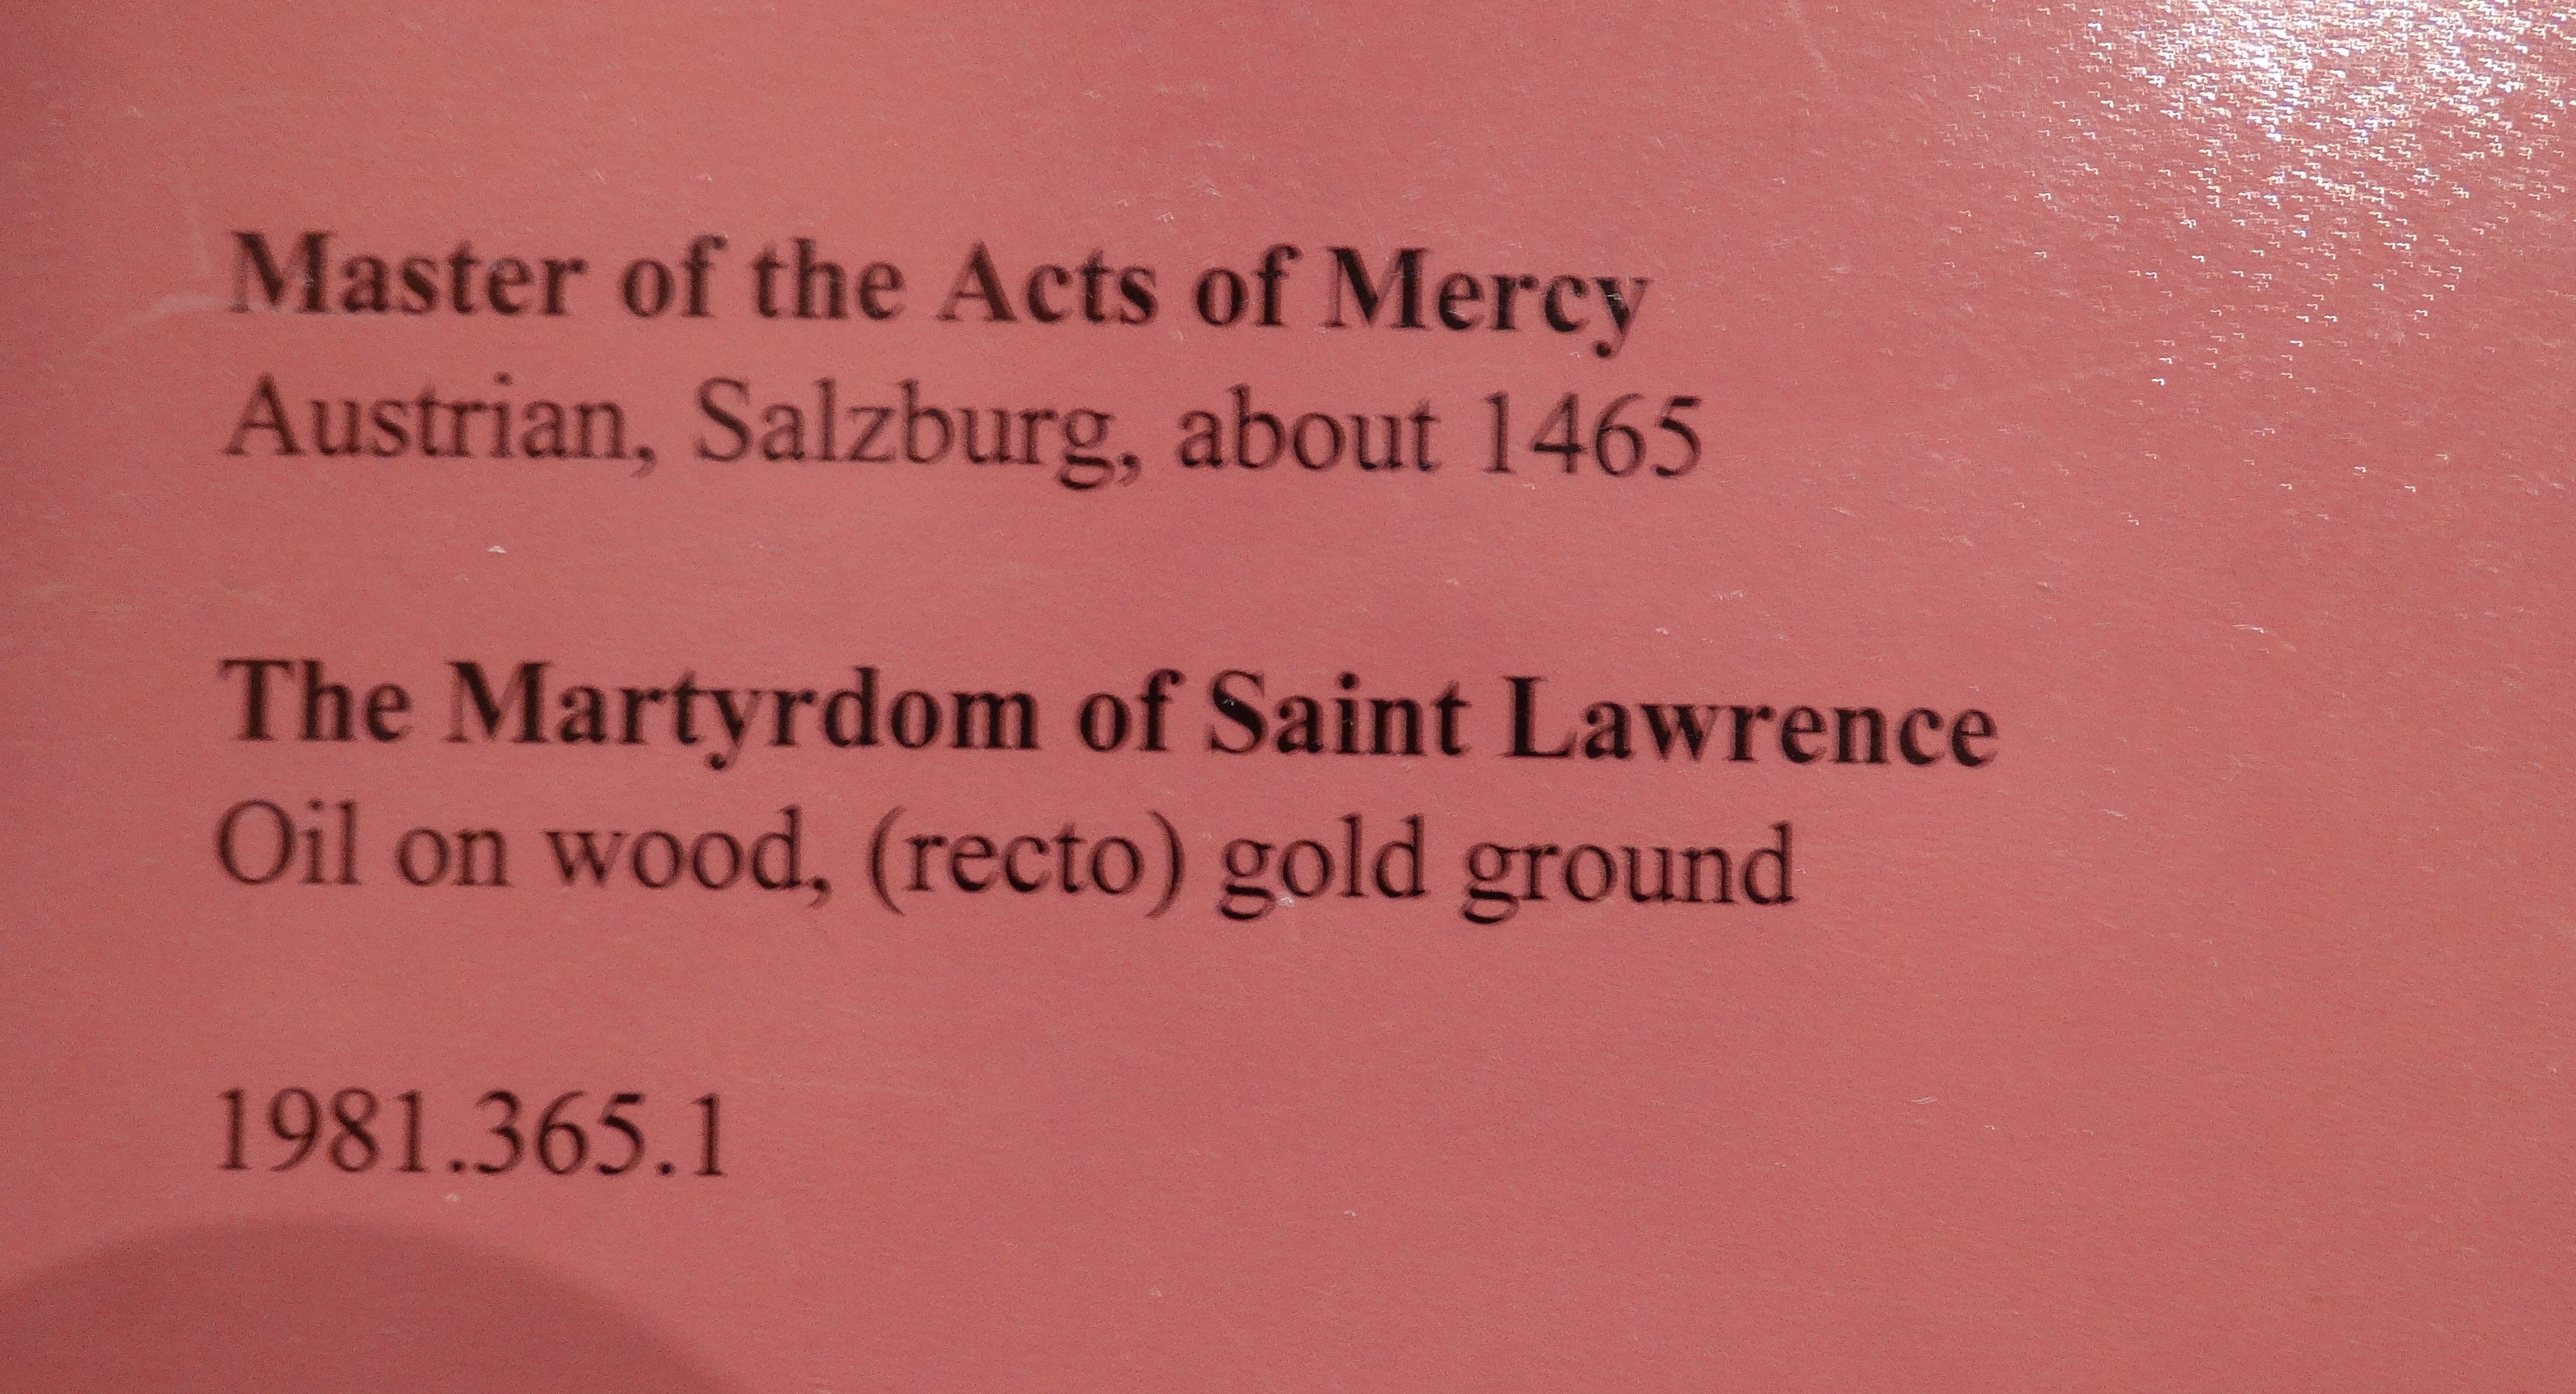 Master of the Acts of Mercy
Austrian, Salzburg, about 1465
The Martyrdom of Saint Lawrence
Oil on wood, (recto) gold ground
1981.365.1